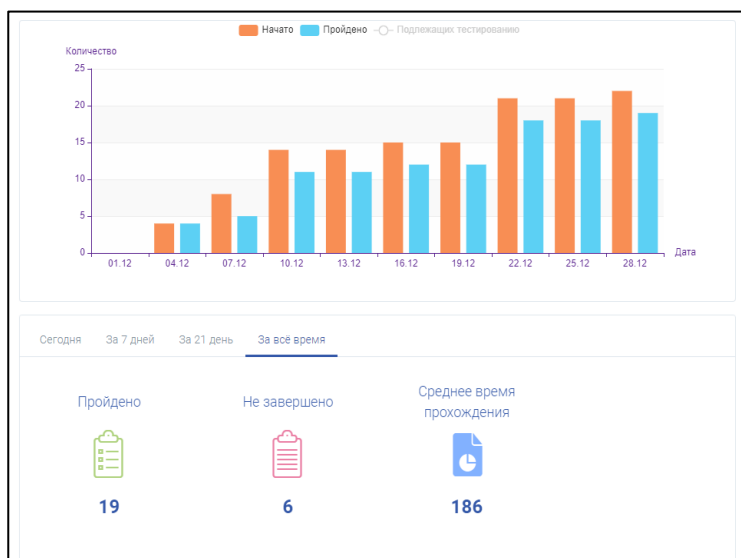 Начато Пройдено Подлежащих тестированию
Количество
25
20
15
10
5
0
01.12 04.12 07.12 10.12 13.12 16.12 19.12 22.12 25.12 28.12
Дата
Сегодня За 7 дней За 21 день За всё время
Пройдено
Не завершено
Среднее время
прохождения
19
6
186